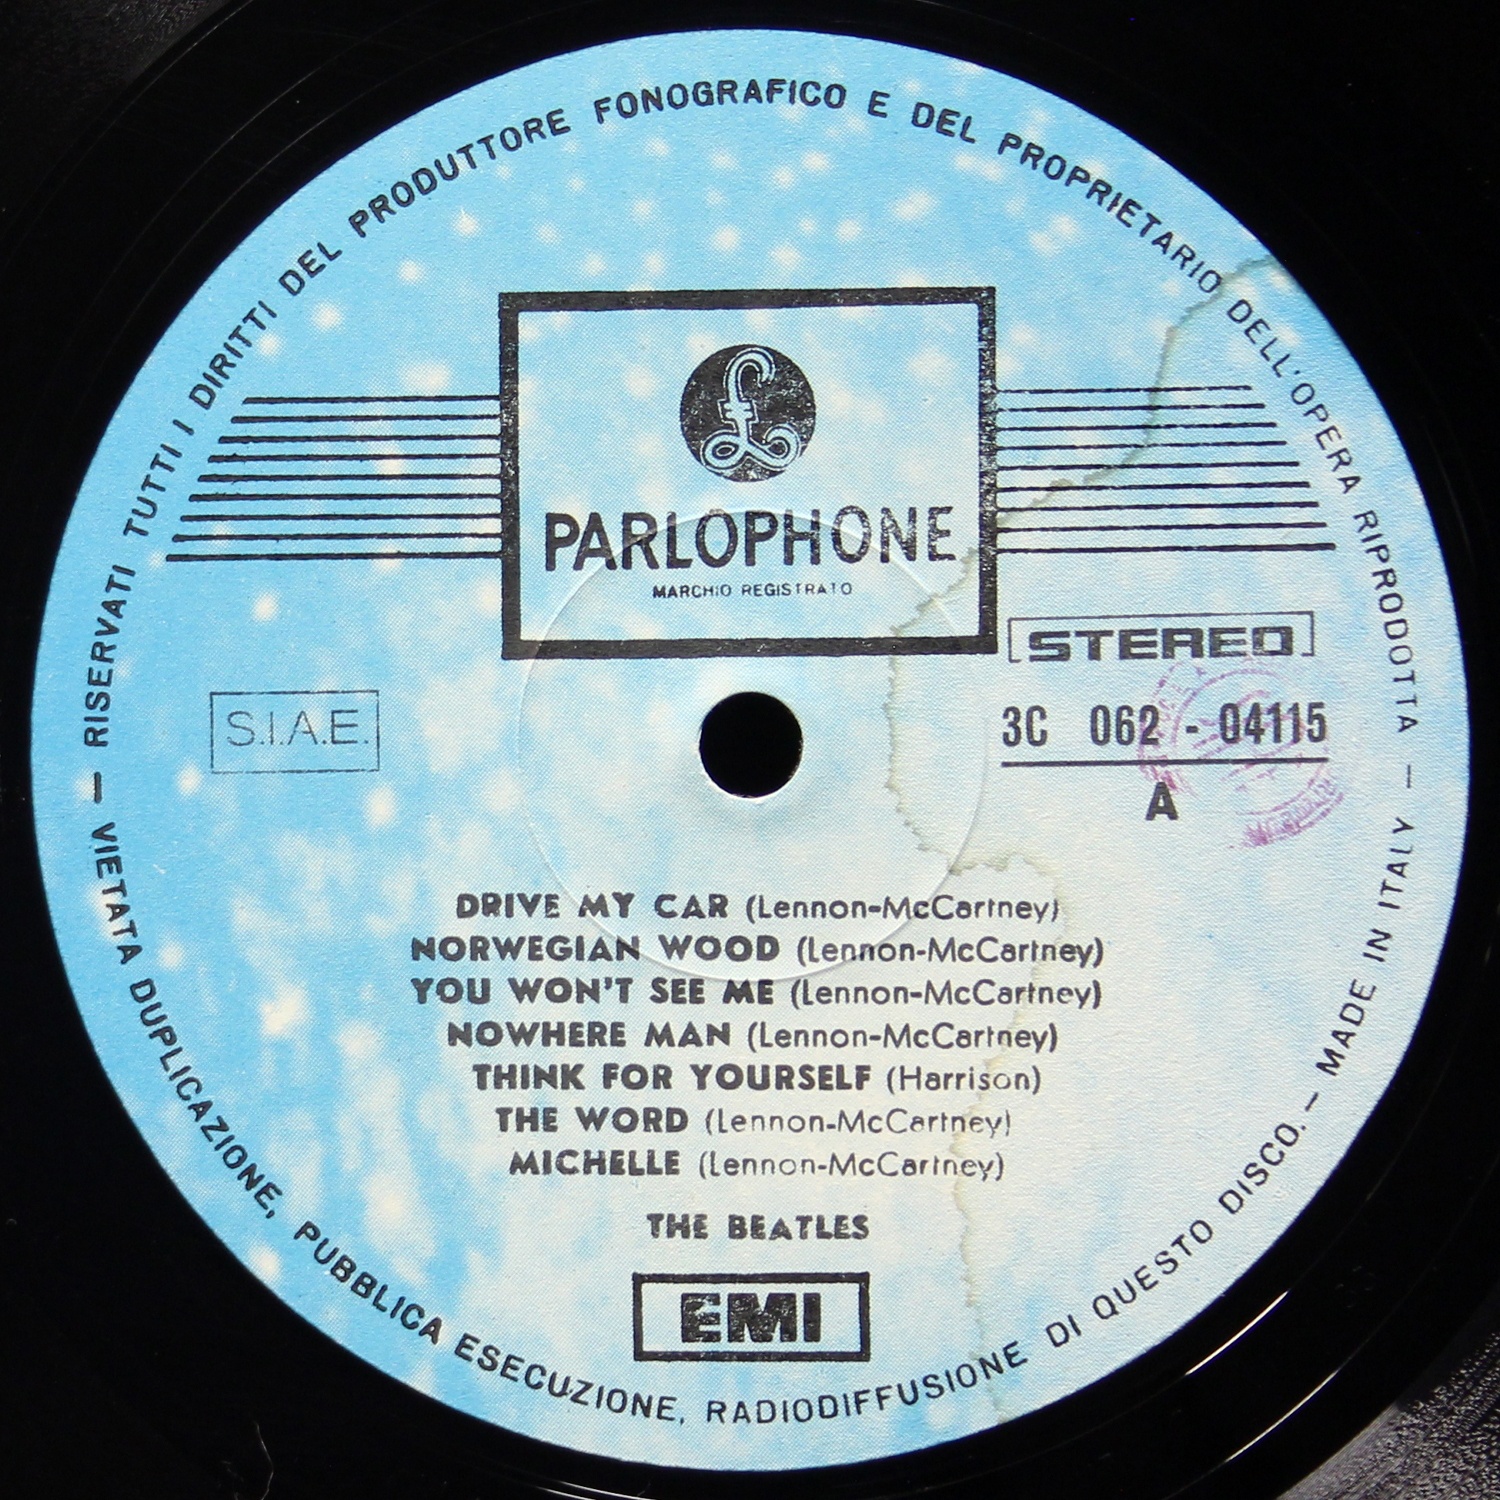 RISERVATI TUTTI I DIRITTI DEL PRODUTTORE FONOGRAFICO E DEL PROPRIETARIO DELL'OPERA RIPRODOTTA —
PARLOPHONE
MARCHIO REGISTRATO
STEREO
S.I.A.E.
3C 062 - 04115
A
DRIVE MY CAR (Lennon-McCartney)
NORWEGIAN WOOD (Lennon-McCartney)
YOU WON'T SEE ME (Lennon-McCartney)
NOWHERE MAN (Lennon-McCartney)
THINK FOR YOURSELF (Harrison)
THE WORD (Lennon-McCartney)
MICHELLE (Lennon-McCartney)
THE BEATLES
EMI
— VIETATA DUPLICAZIONE, PUBBLICA ESECUZIONE, RADIODIFFUSIONE DI QUESTO DISCO. — MADE IN ITALY